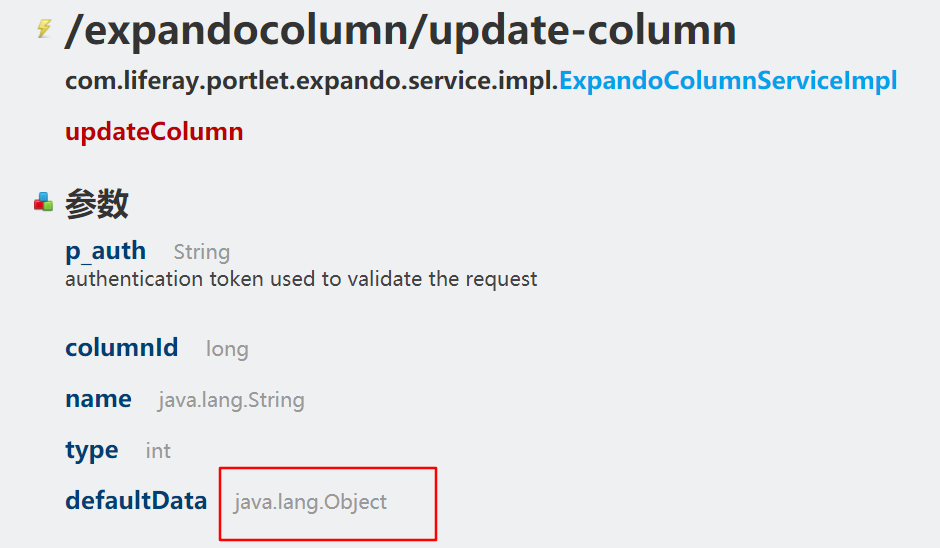 /expandocolumn/update-column
com.liferay.portlet.expando.service.impl.ExpandoColumnServiceImpl
updateColumn
参数
p_auth String
authentication token used to validate the request
columnId long
name java.lang.String
type int
defaultData java.lang.Object